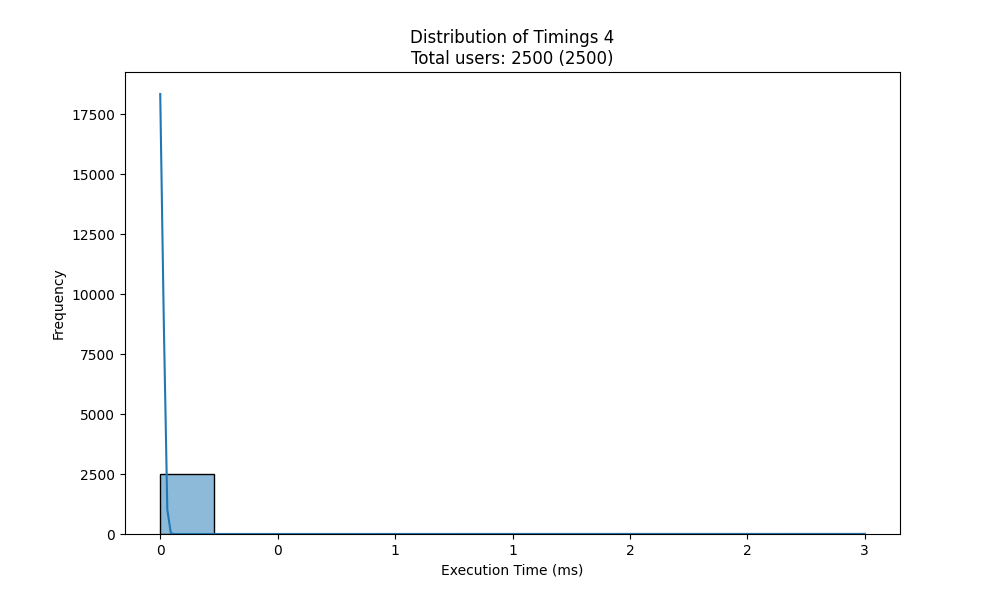 Distribution of Timings 4
Total users: 2500 (2500)
17500
15000
12500
10000
7500
5000
2500
0
Frequency
0 0 1 1 2 2 3
Execution Time (ms)